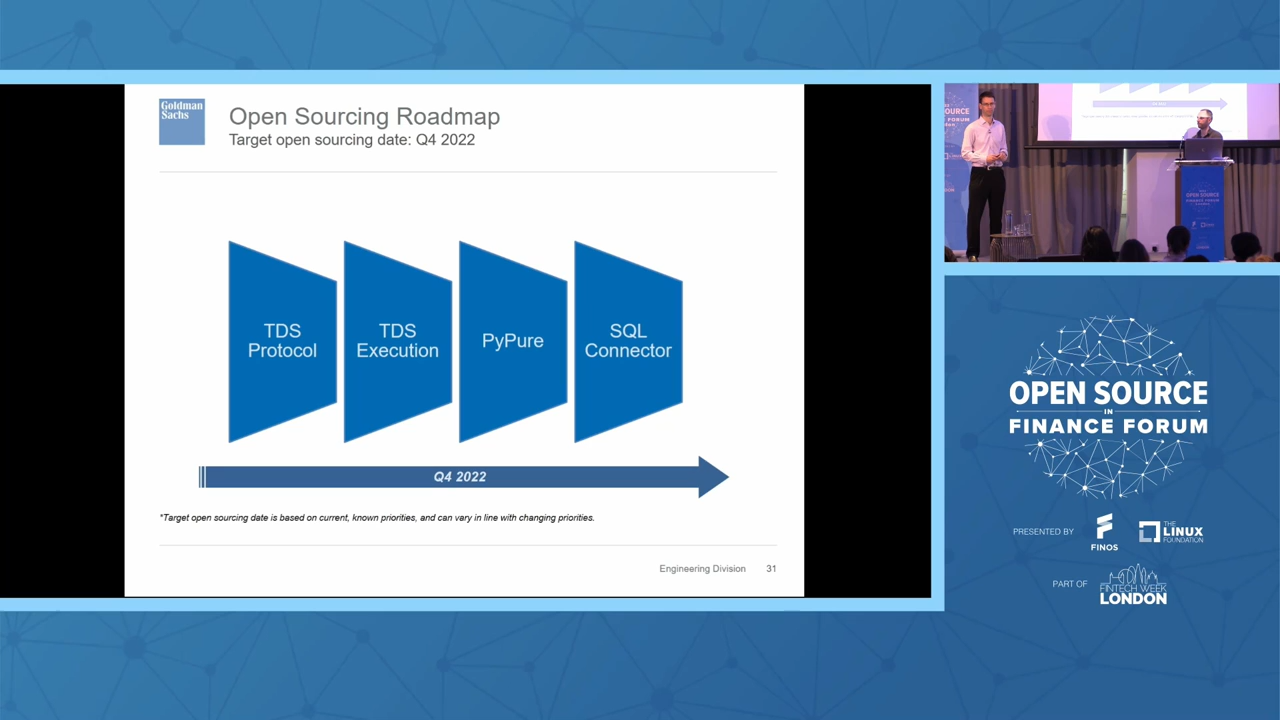 Goldman
Sachs
Open Sourcing Roadmap
Target open sourcing date: Q4 2022
TDS
Protocol
TDS
Execution
PyPure
SQL
Connector
Q4 2022
*Target open sourcing date is based on current, known priorities, and can vary in line with changing priorities.
Engineering Division 31
OPEN SOURCE
IN
FINANCE FORUM
PRESENTED BY
FINOS
THE
LINUX
FOUNDATION
PART OF
FINTECH WEEK
LONDON